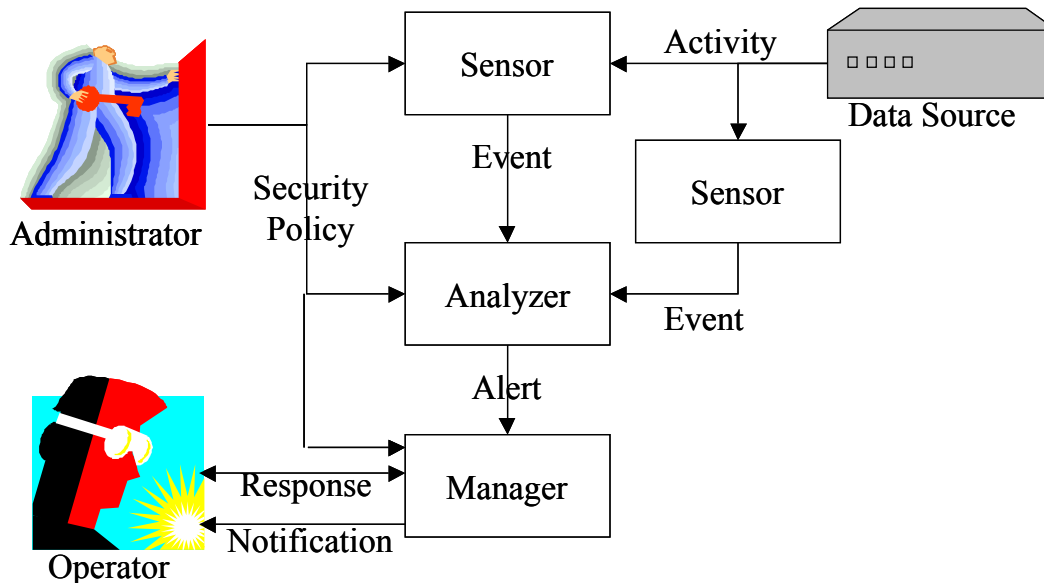 Activity
Sensor
Data Source
Event
Sensor
Security
Policy
Administrator
Analyzer
Event
Alert
Response
Manager
Notification
Operator